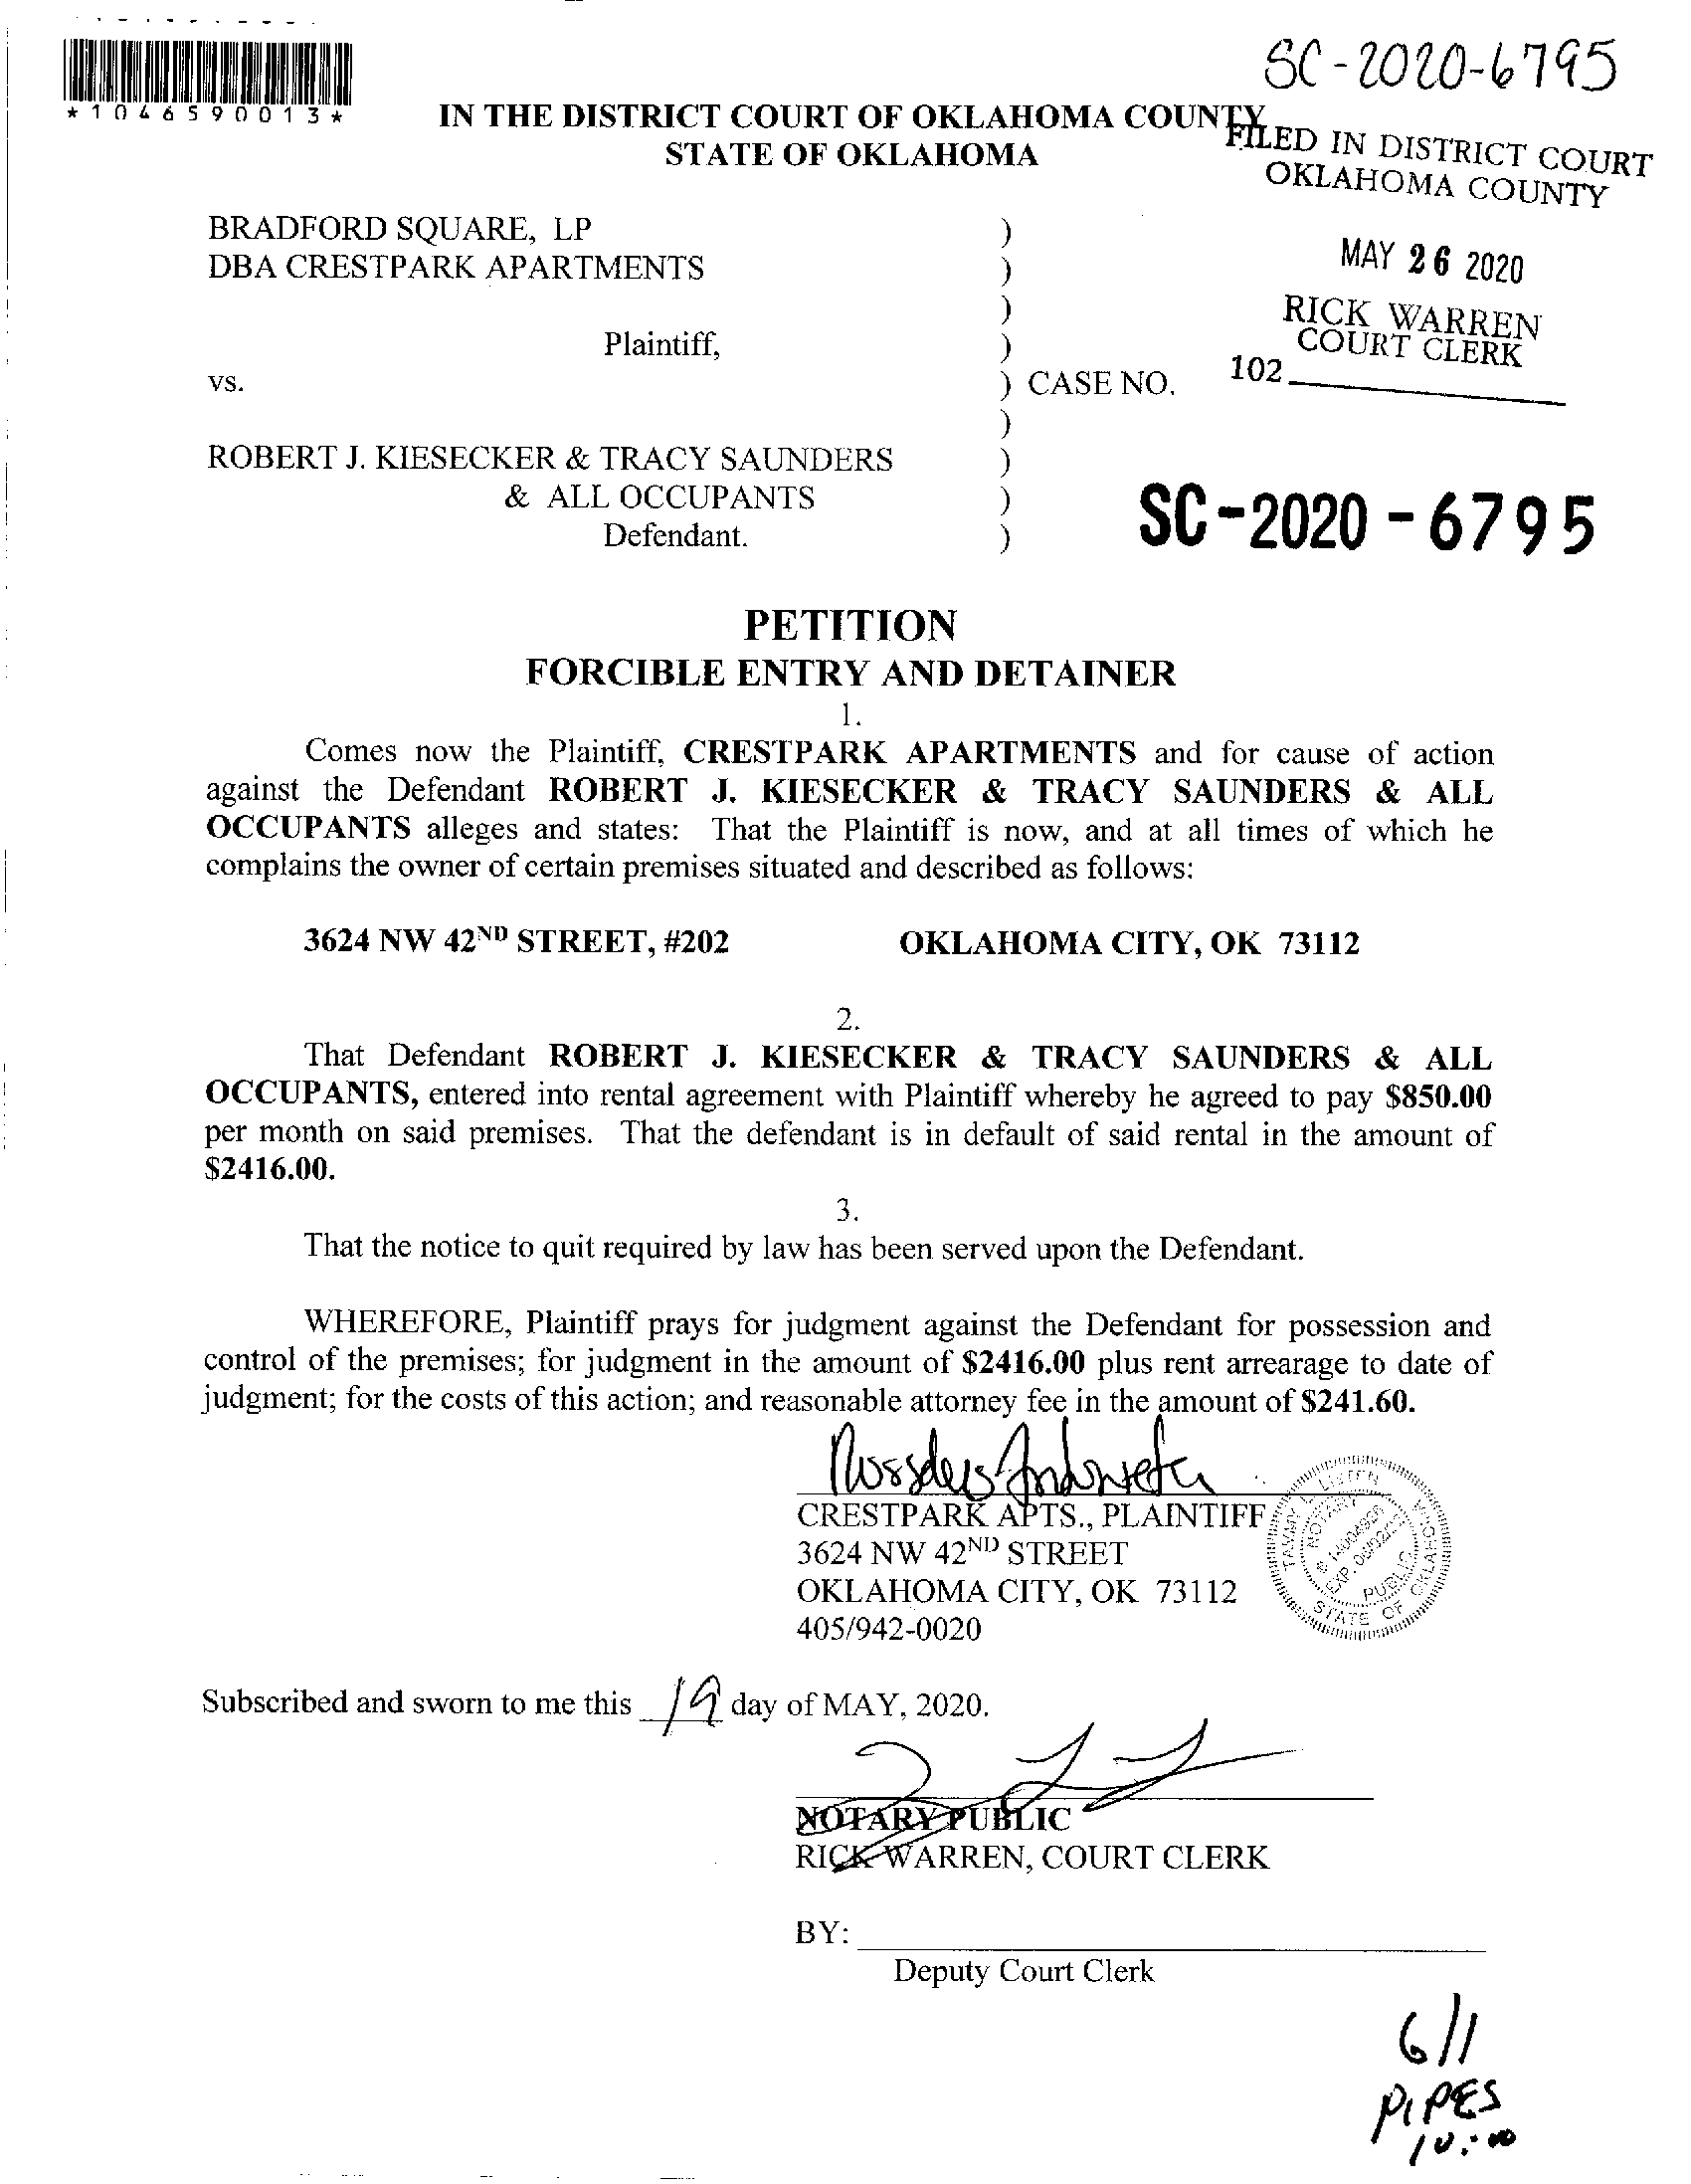 SC-2020-6795
*1046590013*
IN THE DISTRICT COURT OF OKLAHOMA COUNTY
STATE OF OKLAHOMA
FILED IN DISTRICT COURT
OKLAHOMA COUNTY
MAY 26 2020
RICK WARREN
COURT CLERK
102
BRADFORD SQUARE, LP )
DBA CRESTPARK APARTMENTS )
)
Plaintiff, )
vs. ) CASE NO.
)
ROBERT J. KIESECKER & TRACY SAUNDERS )
& ALL OCCUPANTS )
Defendant. )
SC-2020-6795
PETITION
FORCIBLE ENTRY AND DETAINER
1.
Comes now the Plaintiff, CRESTPARK APARTMENTS and for cause of action
against the Defendant ROBERT J. KIESECKER & TRACY SAUNDERS & ALL
OCCUPANTS alleges and states: That the Plaintiff is now, and at all times of which he
complains the owner of certain premises situated and described as follows:
3624 NW 42ND STREET, #202 OKLAHOMA CITY, OK 73112
2.
That Defendant ROBERT J. KIESECKER & TRACY SAUNDERS & ALL
OCCUPANTS, entered into rental agreement with Plaintiff whereby he agreed to pay $850.00
per month on said premises. That the defendant is in default of said rental in the amount of
$2416.00.
3.
That the notice to quit required by law has been served upon the Defendant.
WHEREFORE, Plaintiff prays for judgment against the Defendant for possession and
control of the premises; for judgment in the amount of $2416.00 plus rent arrearage to date of
judgment; for the costs of this action; and reasonable attorney fee in the amount of $241.60.
CRESTPARK APTS., PLAINTIFF
3624 NW 42ND STREET
OKLAHOMA CITY, OK 73112
405/942-0020
TAMMY L.
NOTARY
PUBLIC
STATE OF OKLAHOMA
Subscribed and sworn to me this 19 day of MAY, 2020.
NOTARY PUBLIC
RICK WARREN, COURT CLERK
BY:
Deputy Court Clerk
6/1
PIPES
10:00